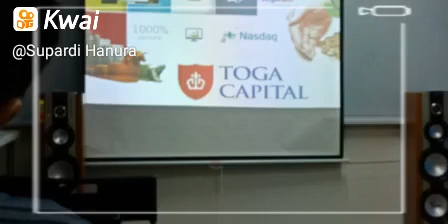 Kwai
@Supardi Hanura
1000%
Nasdaq
TOGA
CAPITAL